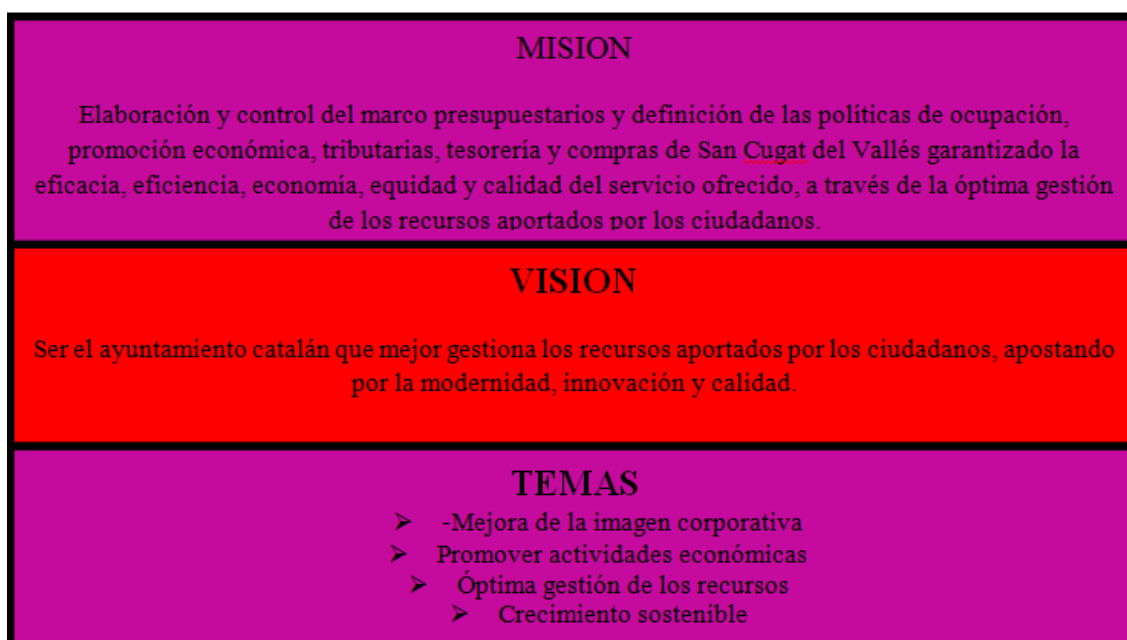 MISION
Elaboración y control del marco presupuestarios y definición de las políticas de ocupación,
promoción económica, tributarias, tesorería y compras de San Cugat del Vallés garantizado la
eficacia, eficiencia, economía, equidad y calidad del servicio ofrecido, a través de la óptima gestión
de los recursos aportados por los ciudadanos.
VISION
Ser el ayuntamiento catalán que mejor gestiona los recursos aportados por los ciudadanos, apostando
por la modernidad, innovación y calidad.
TEMAS
➢ -Mejora de la imagen corporativa
➢ Promover actividades económicas
➢ Óptima gestión de los recursos
➢ Crecimiento sostenible